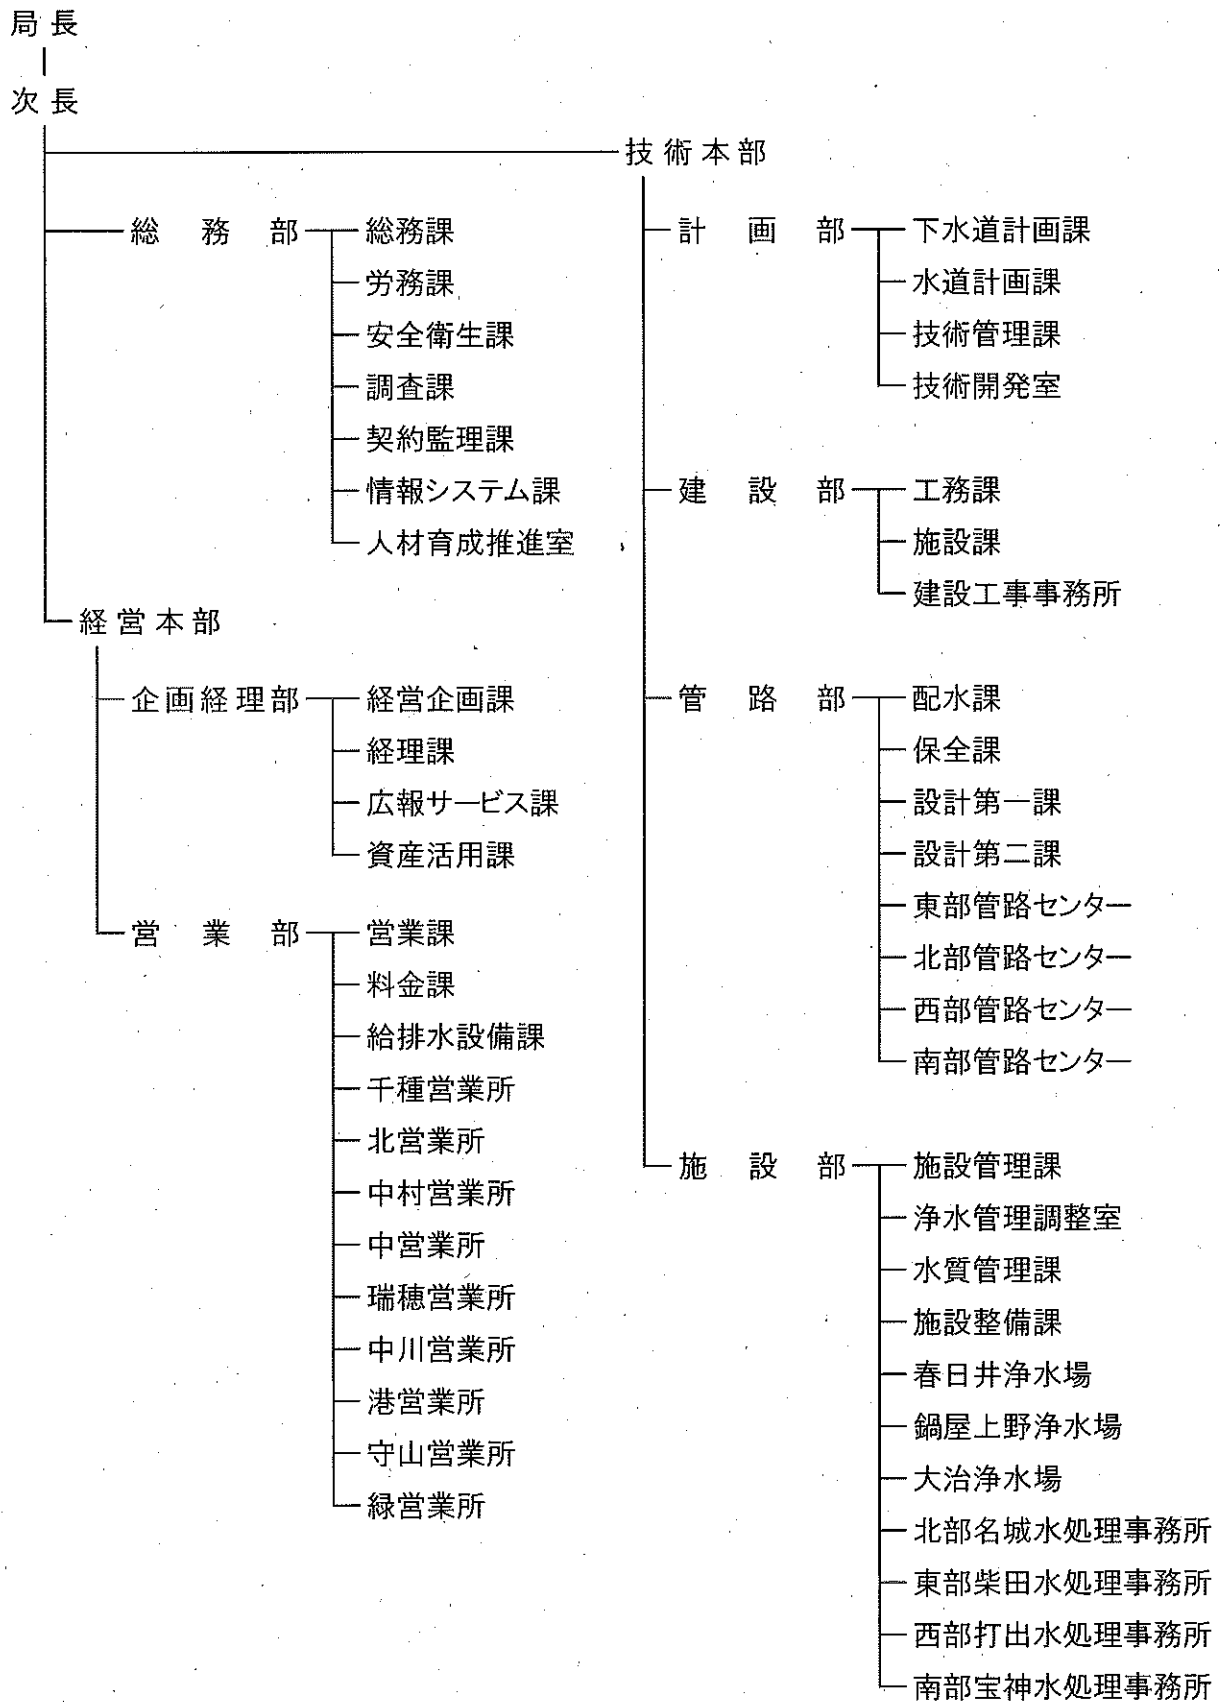 局長
次長
技術本部
総務部
総務課
労務課
安全衛生課
調査課
契約監理課
情報システム課
人材育成推進室
経営本部
企画経理部
経営企画課
経理課
広報サービス課
資産活用課
営業部
営業課
料金課
給排水設備課
千種営業所
北営業所
中村営業所
中営業所
瑞穂営業所
中川営業所
港営業所
守山営業所
緑営業所
計画部
下水道計画課
水道計画課
技術管理課
技術開発室
建設部
工務課
施設課
建設工事事務所
管路部
配水課
保全課
設計第一課
設計第二課
東部管路センター
北部管路センター
西部管路センター
南部管路センター
施設部
施設管理課
浄水管理調整室
水質管理課
施設整備課
春日井浄水場
鍋屋上野浄水場
大治浄水場
北部名城水処理事務所
東部柴田水処理事務所
西部打出水処理事務所
南部宝神水処理事務所